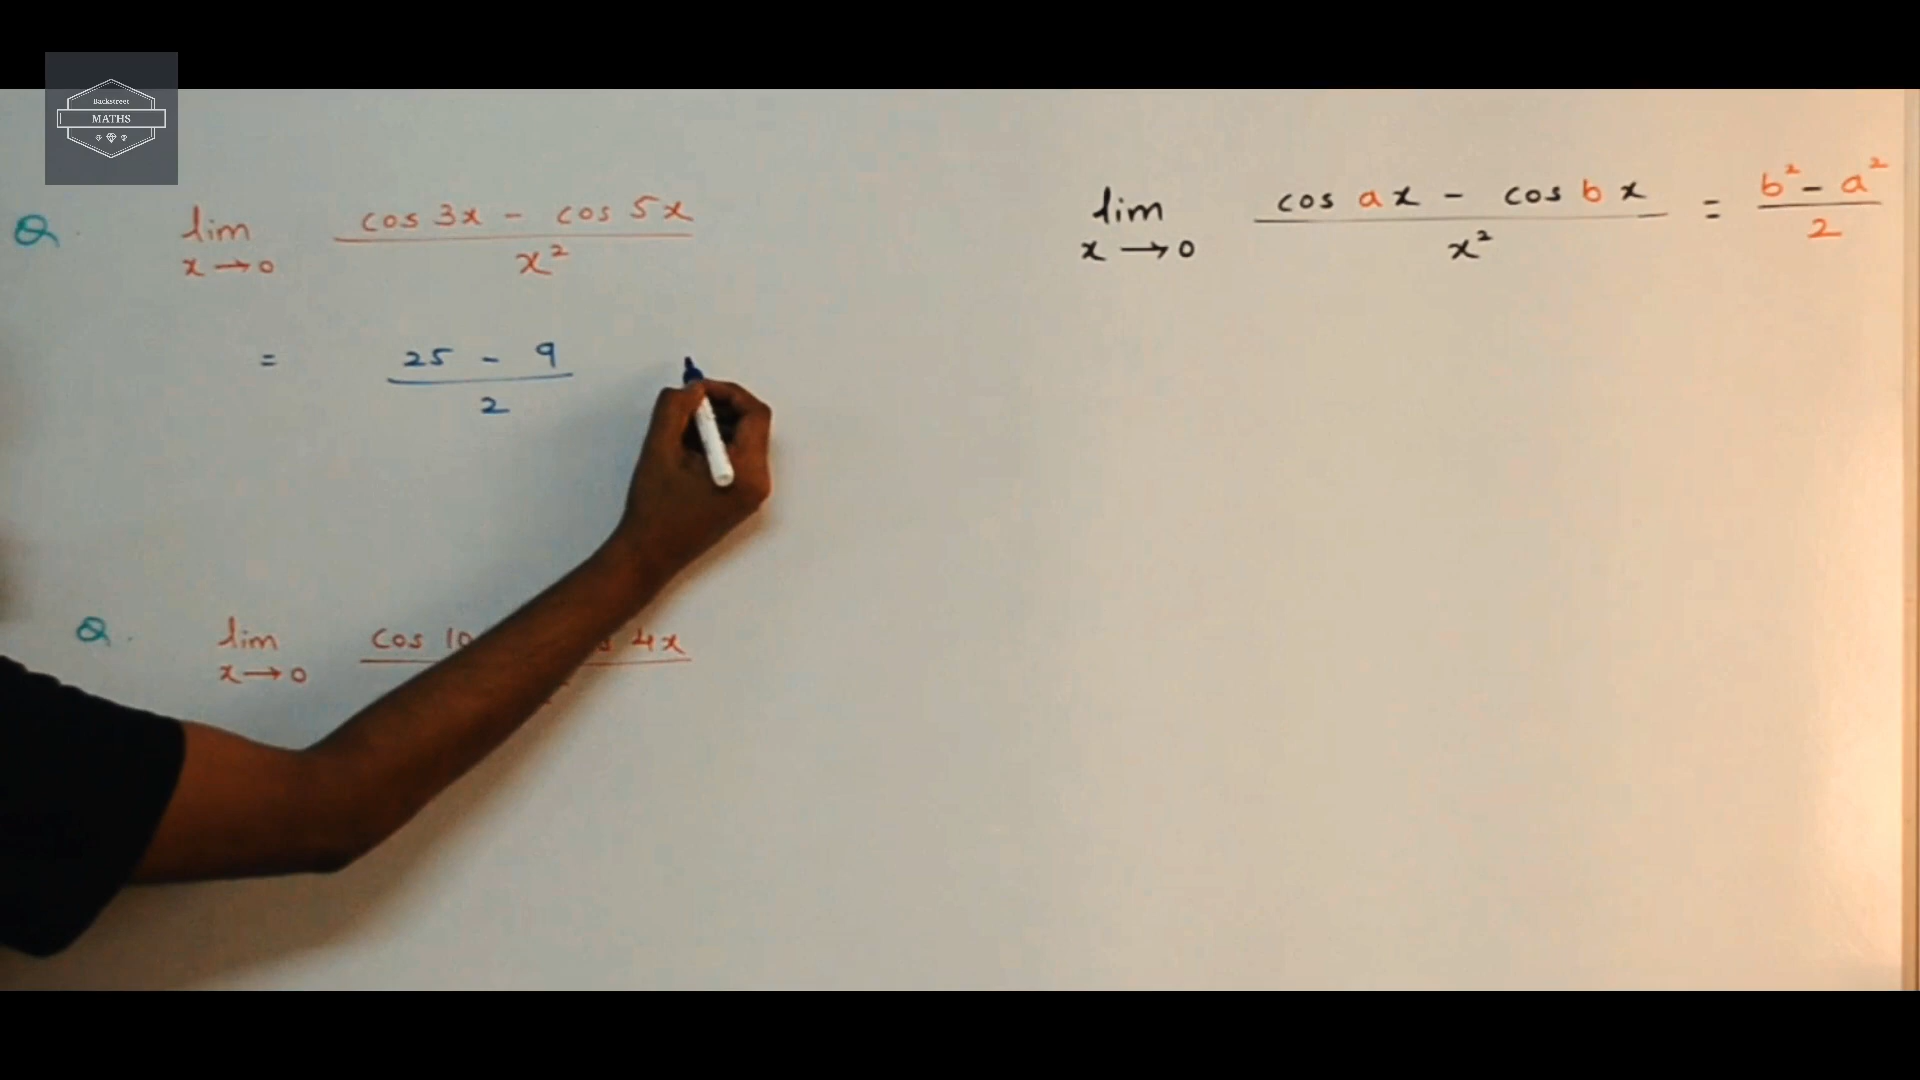 Backstreet
MATHS
Q. lim x→0 (cos 3x - cos 5x)/x²
= (25 - 9)/2
lim x→0 (cos ax - cos bx)/x² = (b² - a²)/2
Q. lim x→0 cos 10 4x